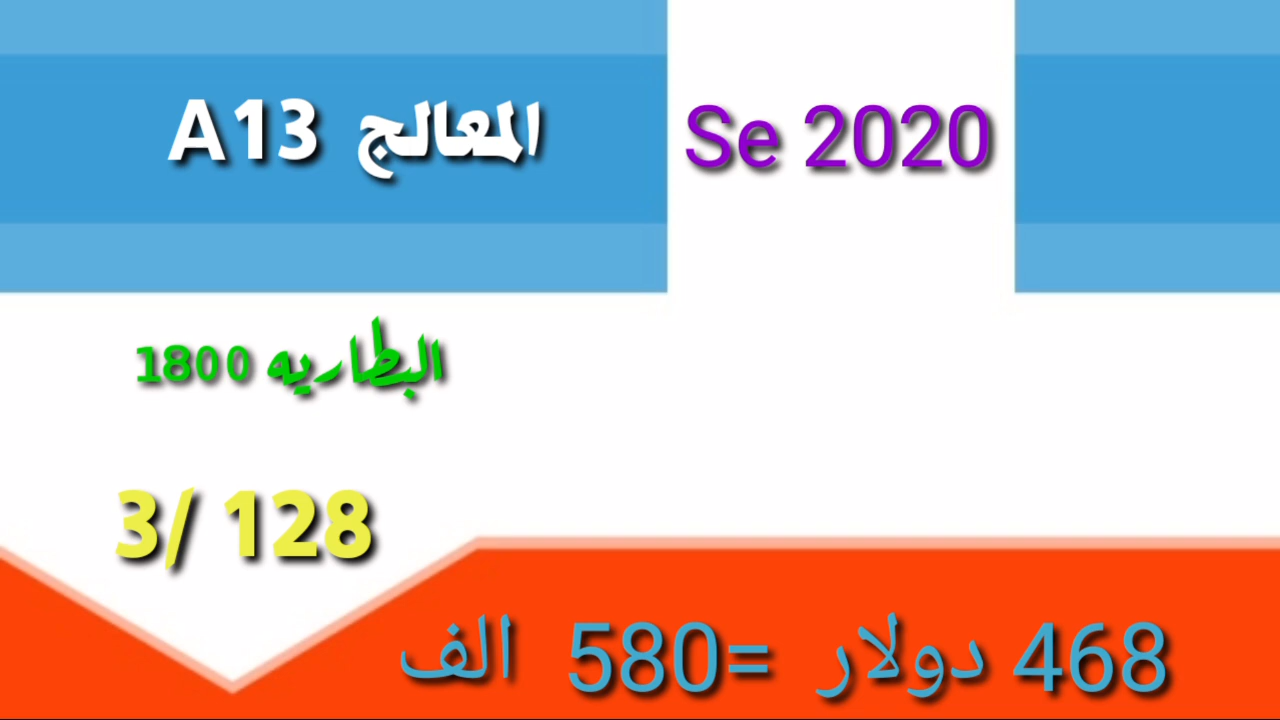 Se 2020
المعالج A13
البطاريه 1800
3/ 128
468 دولار =580 الف